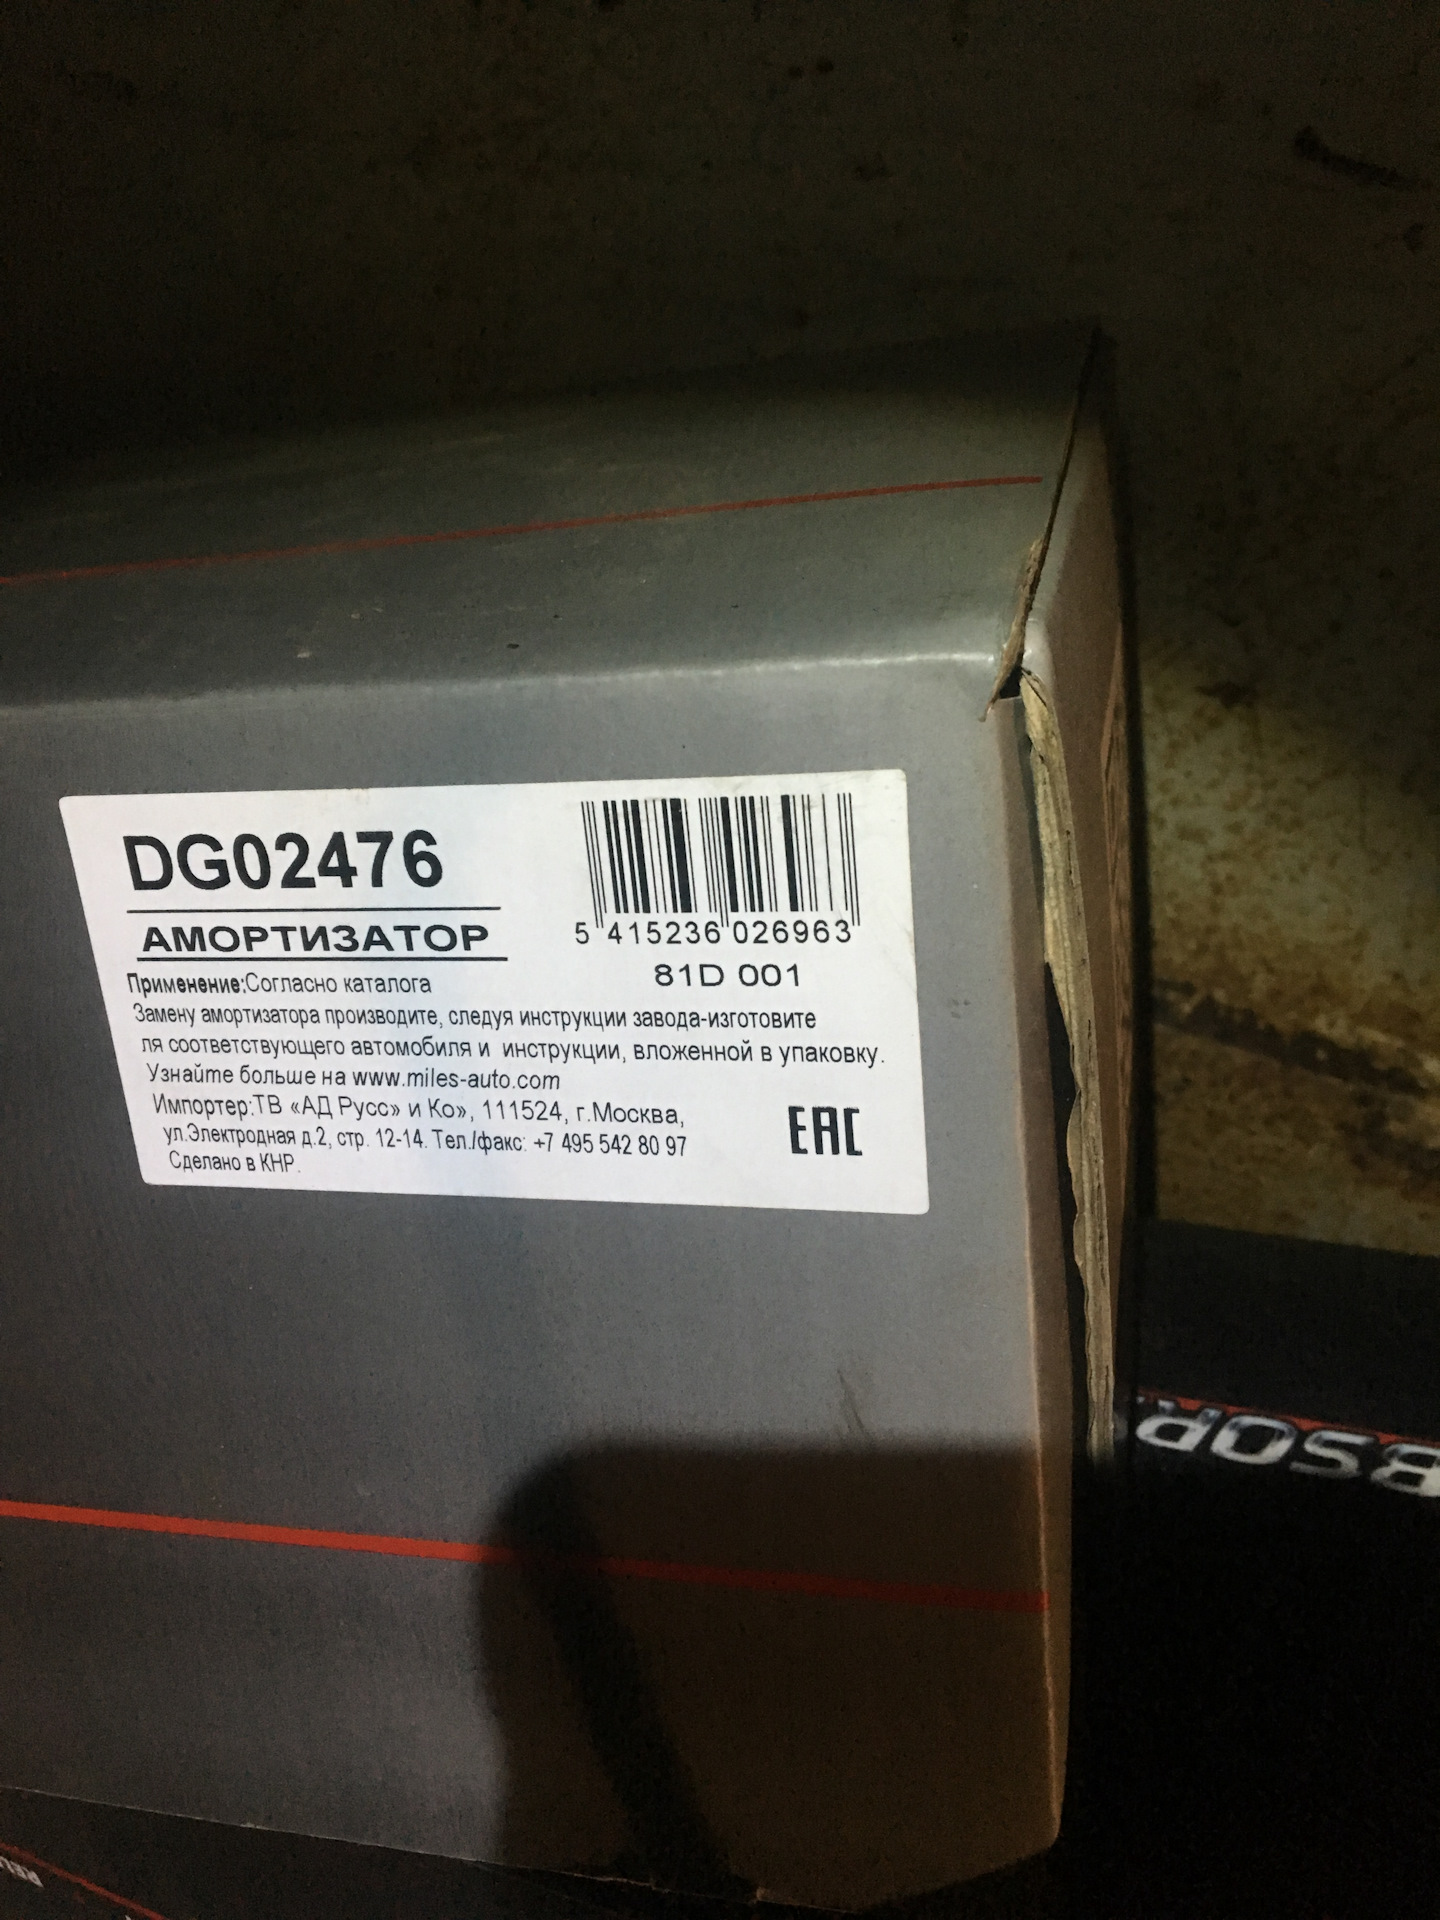 DG02476
АМОРТИЗАТОР
5 415236 026963
81D 001
Применение:Согласно каталога
Замену амортизатора производите, следуя инструкции завода-изготовите
ля соответствующего автомобиля и инструкции, вложенной в упаковку.
Узнайте больше на www.miles-auto.com
Импортер:ТВ «АД Русс» и Ко», 111524, г.Москва,
ул.Электродная д.2, стр. 12-14. Тел./факс: +7 495 542 80 97
Сделано в КНР.
EAC
BSOR